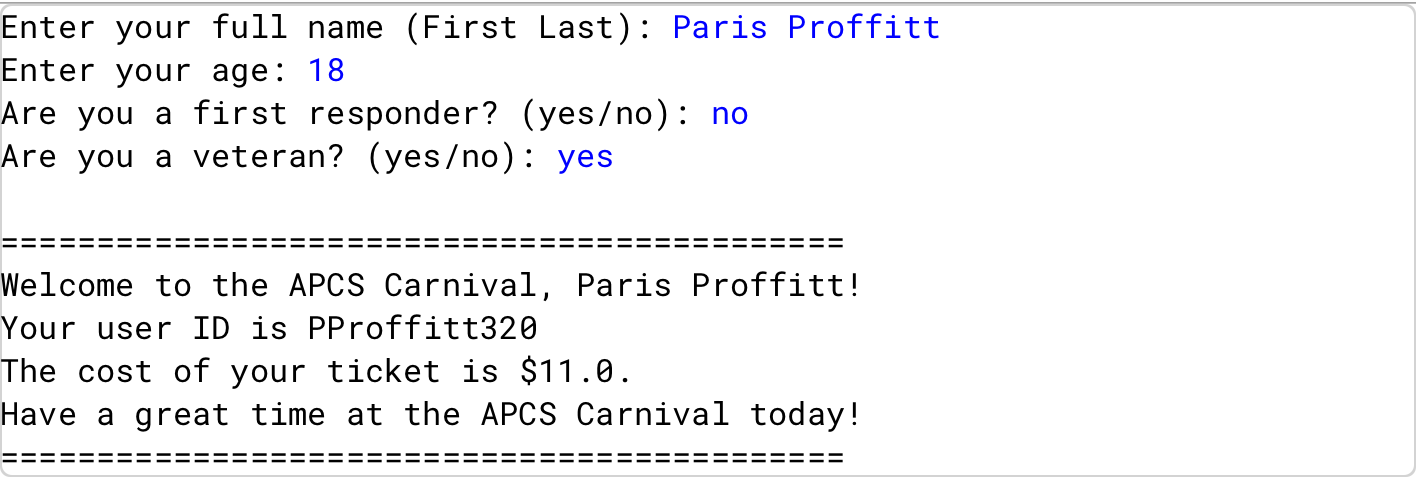 Enter your full name (First Last): Paris Proffitt
Enter your age: 18
Are you a first responder? (yes/no): no
Are you a veteran? (yes/no): yes
============================================
Welcome to the APCS Carnival, Paris Proffitt!
Your user ID is PProffitt320
The cost of your ticket is $11.0.
Have a great time at the APCS Carnival today!
============================================